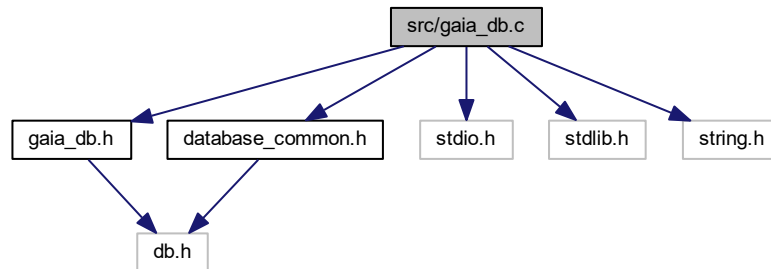 src/gaia_db.c
gaia_db.h
database_common.h
stdio.h
stdlib.h
string.h
db.h